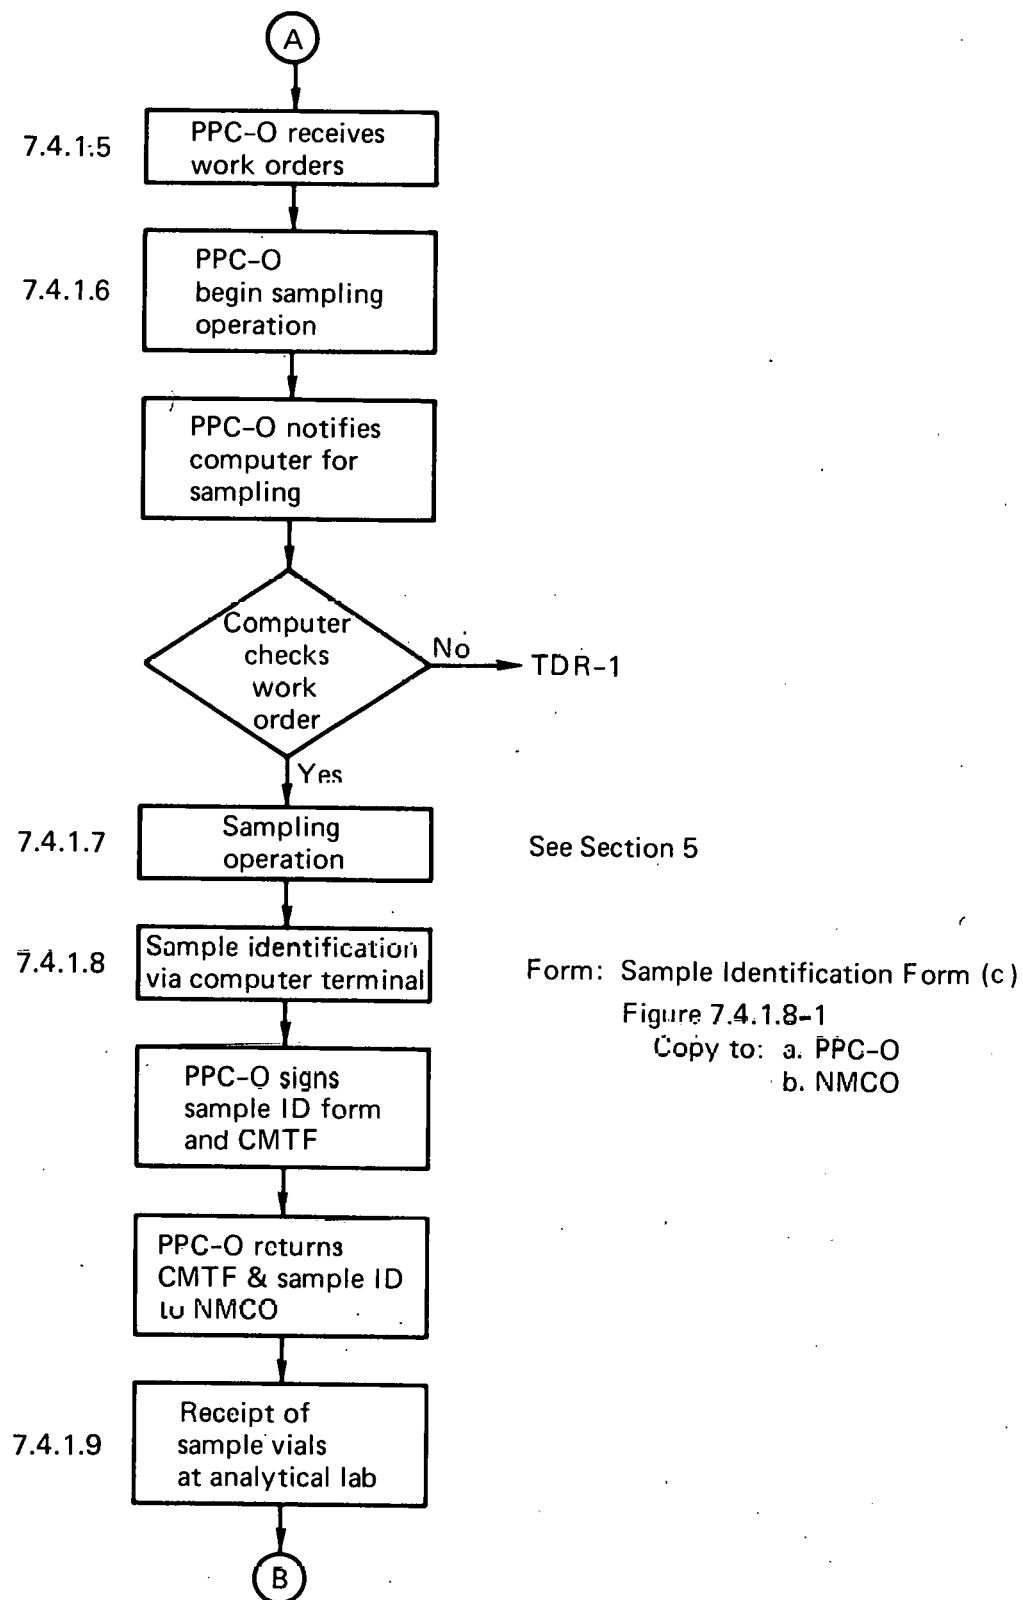 A
7.4.1.5
PPC-O receives
work orders
7.4.1.6
PPC-O
begin sampling
operation
PPC-O notifies
computer for
sampling
Computer
checks
work
order
No
TDR-1
Yes
7.4.1.7
Sampling
operation
See Section 5
7.4.1.8
Sample identification
via computer terminal
Form: Sample Identification Form (c)
Figure 7.4.1.8-1
Copy to: a. PPC-O
b. NMCO
PPC-O signs
sample ID form
and CMTF
PPC-O returns
CMTF & sample ID
to NMCO
7.4.1.9
Receipt of
sample vials
at analytical lab
B